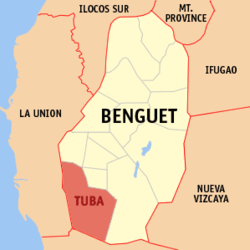 ILOCOS SUR
MT.
PROVINCE
IFUGAO
LA UNION
BENGUET
TUBA
NUEVA
VIZCAYA